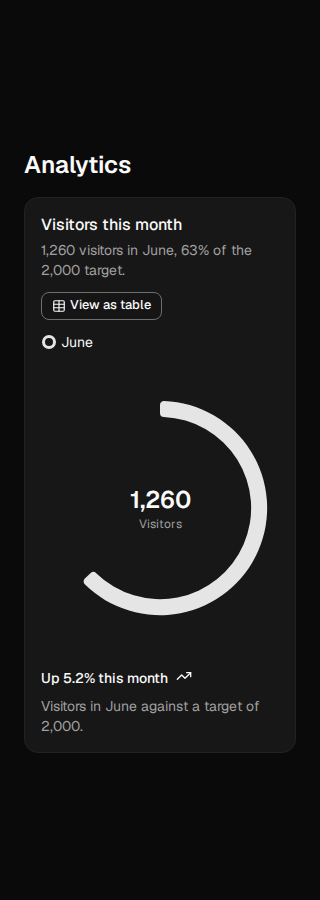 Analytics
Visitors this month
1,260 visitors in June, 63% of the
2,000 target.
View as table
June
1,260
Visitors
Up 5.2% this month
Visitors in June against a target of
2,000.